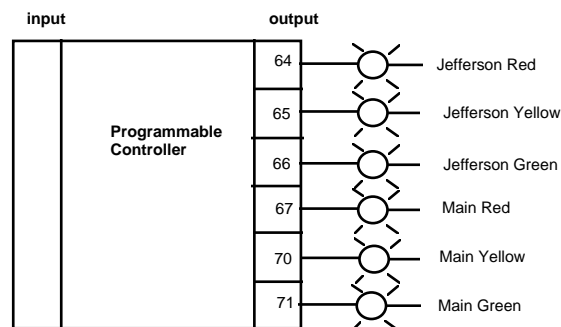 input output
64 Jefferson Red
65 Jefferson Yellow
Programmable
Controller
66 Jefferson Green
67 Main Red
70 Main Yellow
71 Main Green